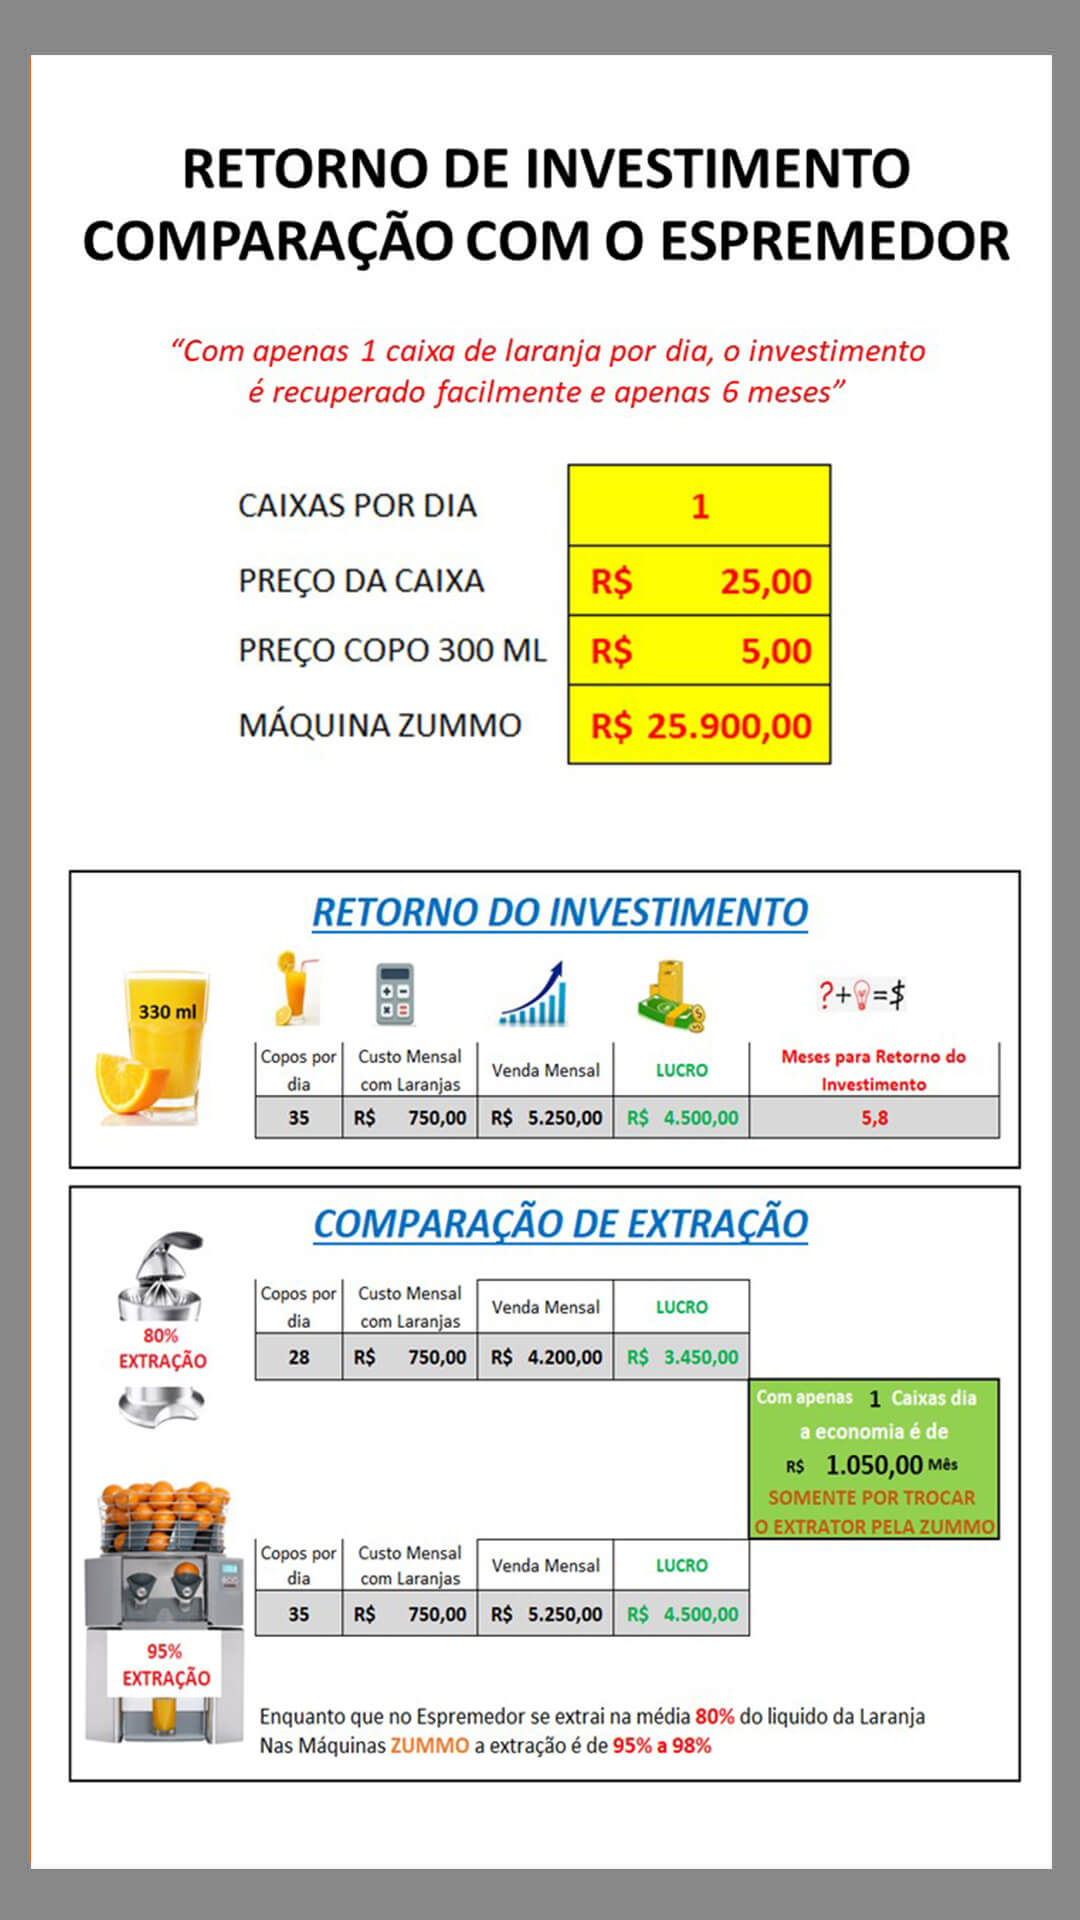 RETORNO DE INVESTIMENTO
COMPARAÇÃO COM O ESPREMEDOR
“Com apenas 1 caixa de laranja por dia, o investimento
é recuperado facilmente e apenas 6 meses”
CAIXAS POR DIA 1
PREÇO DA CAIXA R$ 25,00
PREÇO COPO 300 ML R$ 5,00
MÁQUINA ZUMMO R$ 25.900,00
RETORNO DO INVESTIMENTO
330 ml
?+ =$
Copos por dia
Custo Mensal com Laranjas
Venda Mensal
LUCRO
Meses para Retorno do Investimento
35 R$ 750,00 R$ 5.250,00 R$ 4.500,00 5,8
COMPARAÇÃO DE EXTRAÇÃO
80%
EXTRAÇÃO
Copos por dia
Custo Mensal com Laranjas
Venda Mensal
LUCRO
28 R$ 750,00 R$ 4.200,00 R$ 3.450,00
Com apenas 1 Caixas dia
a economia é de
R$ 1.050,00 Mês
SOMENTE POR TROCAR
O EXTRATOR PELA ZUMMO
Copos por dia
Custo Mensal com Laranjas
Venda Mensal
LUCRO
35 R$ 750,00 R$ 5.250,00 R$ 4.500,00
95%
EXTRAÇÃO
Enquanto que no Espremedor se extrai na média 80% do liquido da Laranja
Nas Máquinas ZUMMO a extração é de 95% a 98%